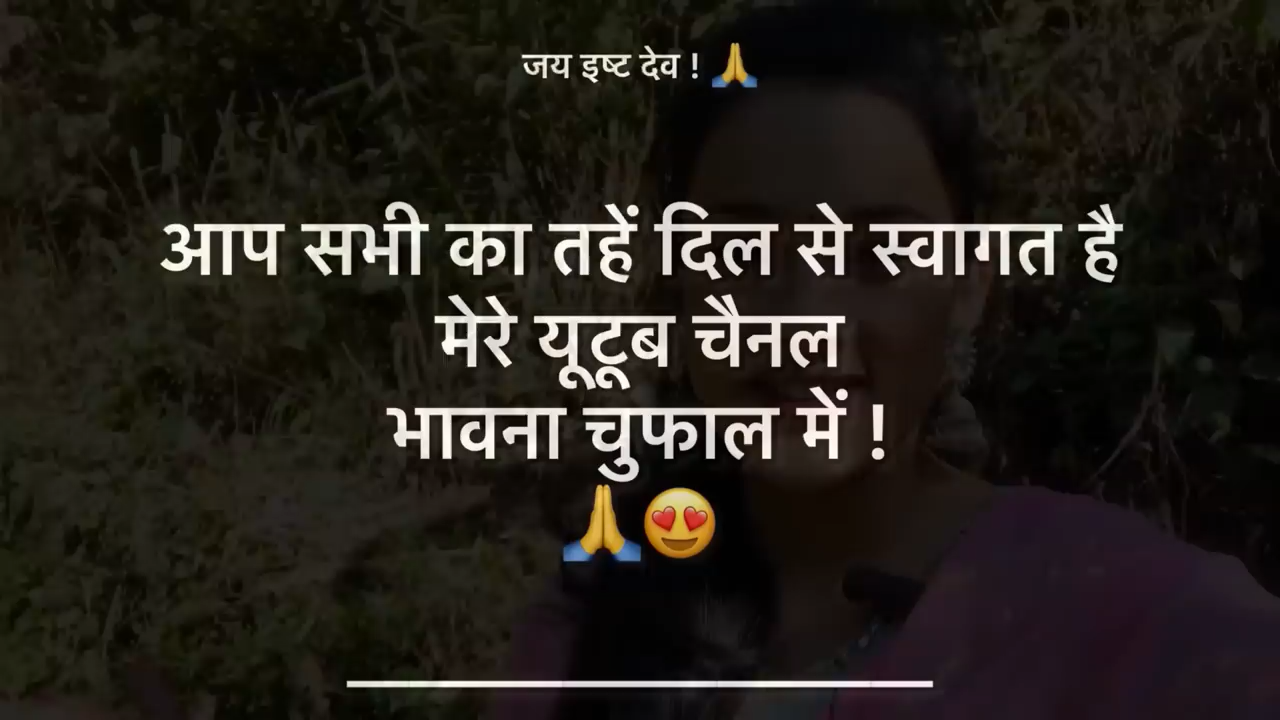 जय इष्ट देव ! 🙏
आप सभी का तहें दिल से स्वागत है
मेरे यूटूब चैनल
भावना चुफाल में !
🙏😍